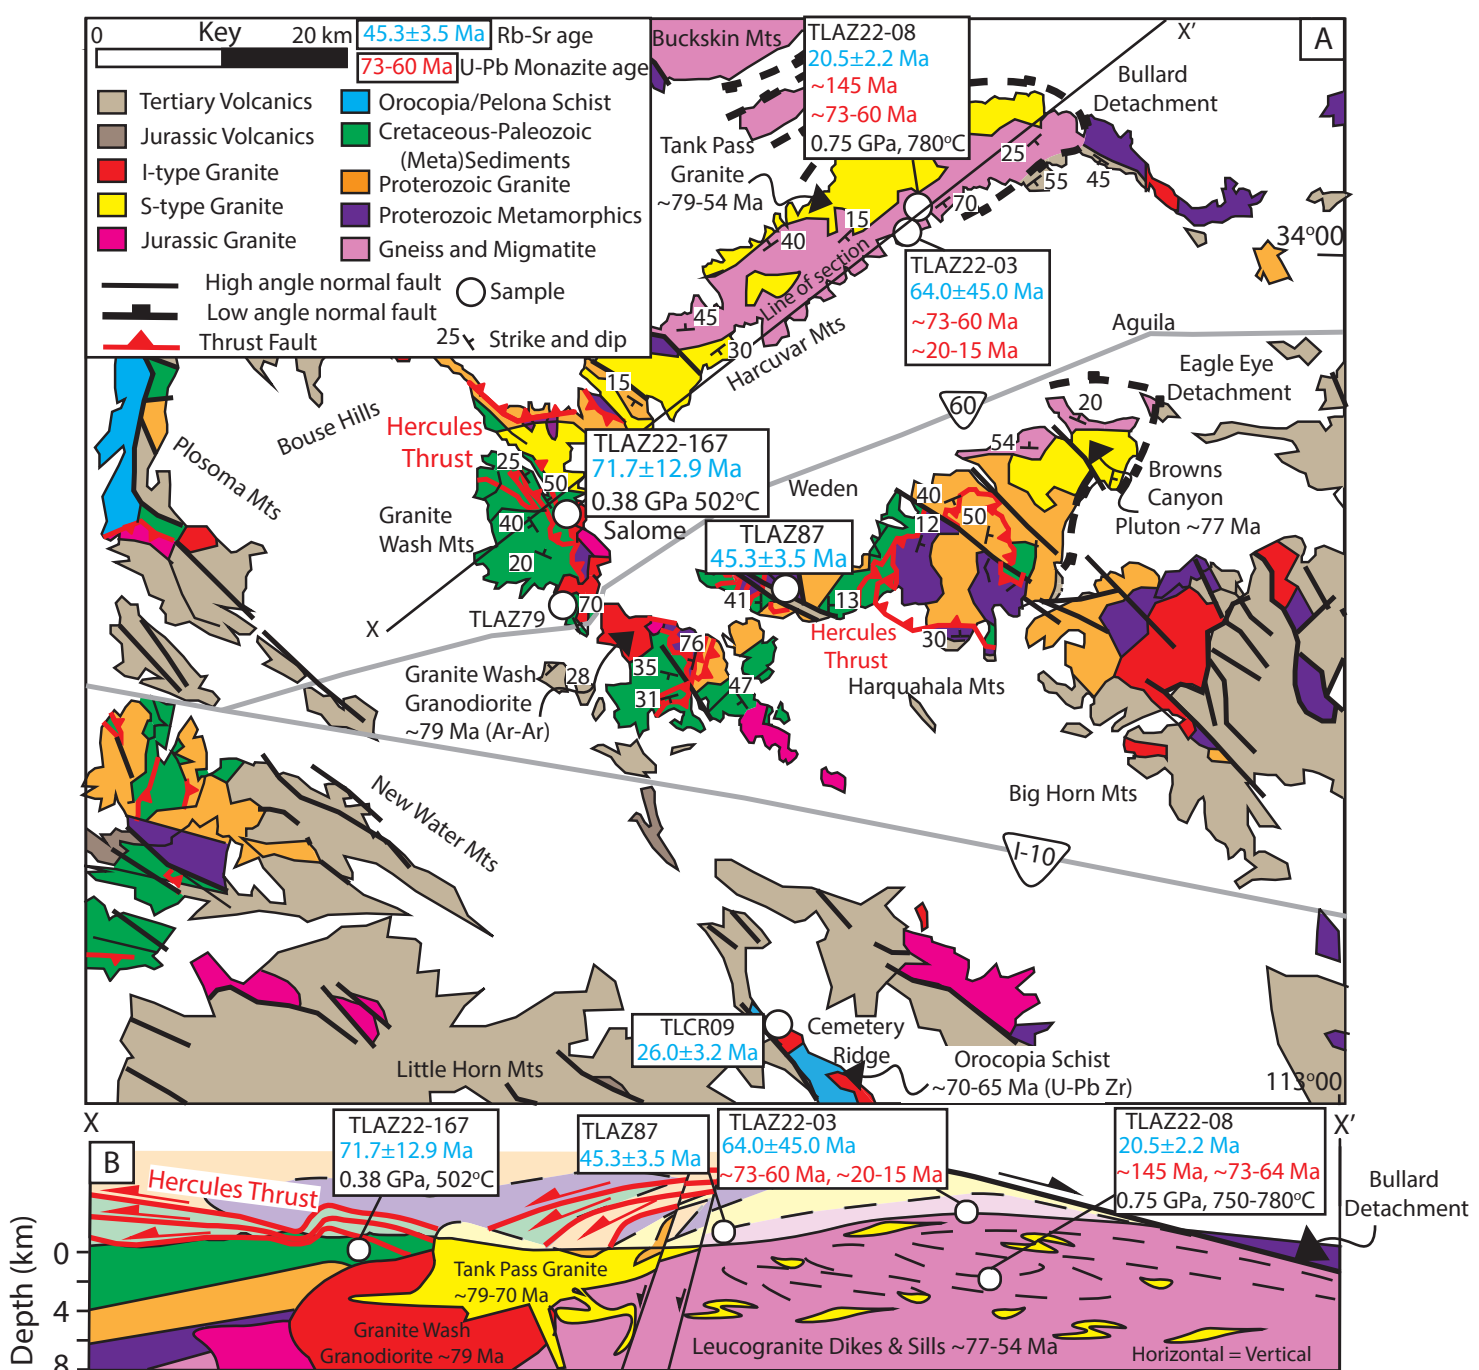 Key
0
20 km
45.3±3.5 Ma
Rb-Sr age
73-60 Ma
U-Pb Monazite age
Tertiary Volcanics
Jurassic Volcanics
I-type Granite
S-type Granite
Jurassic Granite
Orocopia/Pelona Schist
Cretaceous-Paleozoic
(Meta)Sediments
Proterozoic Granite
Proterozoic Metamorphics
Gneiss and Migmatite
High angle normal fault
Low angle normal fault
Thrust Fault
Sample
25
Strike and dip
A
Buckskin Mts
TLAZ22-08
20.5±2.2 Ma
~145 Ma
~73-60 Ma
0.75 GPa, 780ºC
X'
Bullard
Detachment
Tank Pass
Granite
~79-54 Ma
25
55
45
70
15
40
34º00
Line of section
TLAZ22-03
64.0±45.0 Ma
~73-60 Ma
~20-15 Ma
45
30
Harcuvar Mts
Aguila
Eagle Eye
Detachment
15
Bouse Hills
Plosoma Mts
Hercules
Thrust
60
20
54
25
50
TLAZ22-167
71.7±12.9 Ma
0.38 GPa 502ºC
Weden
Browns
Canyon
Pluton ~77 Ma
Granite
Wash Mts
40
20
Salome
TLAZ87
45.3±3.5 Ma
40
12
50
41
13
X
TLAZ79
70
Hercules
Thrust
30
Harquahala Mts
Granite Wash
Granodiorite
~79 Ma (Ar-Ar)
28
35
31
76
47
New Water Mts
Big Horn Mts
I-10
TLCR09
26.0±3.2 Ma
Cemetery
Ridge
Little Horn Mts
Orocopia Schist
~70-65 Ma (U-Pb Zr)
113º00
X
X'
B
TLAZ22-167
71.7±12.9 Ma
0.38 GPa, 502ºC
TLAZ87
45.3±3.5 Ma
TLAZ22-03
64.0±45.0 Ma
~73-60 Ma, ~20-15 Ma
TLAZ22-08
20.5±2.2 Ma
~145 Ma, ~73-64 Ma
0.75 GPa, 750-780ºC
Bullard
Detachment
Hercules Thrust
Depth (km)
0
4
8
Tank Pass Granite
~79-70 Ma
Granite Wash
Granodiorite ~79 Ma
Leucogranite Dikes & Sills ~77-54 Ma
Horizontal = Vertical